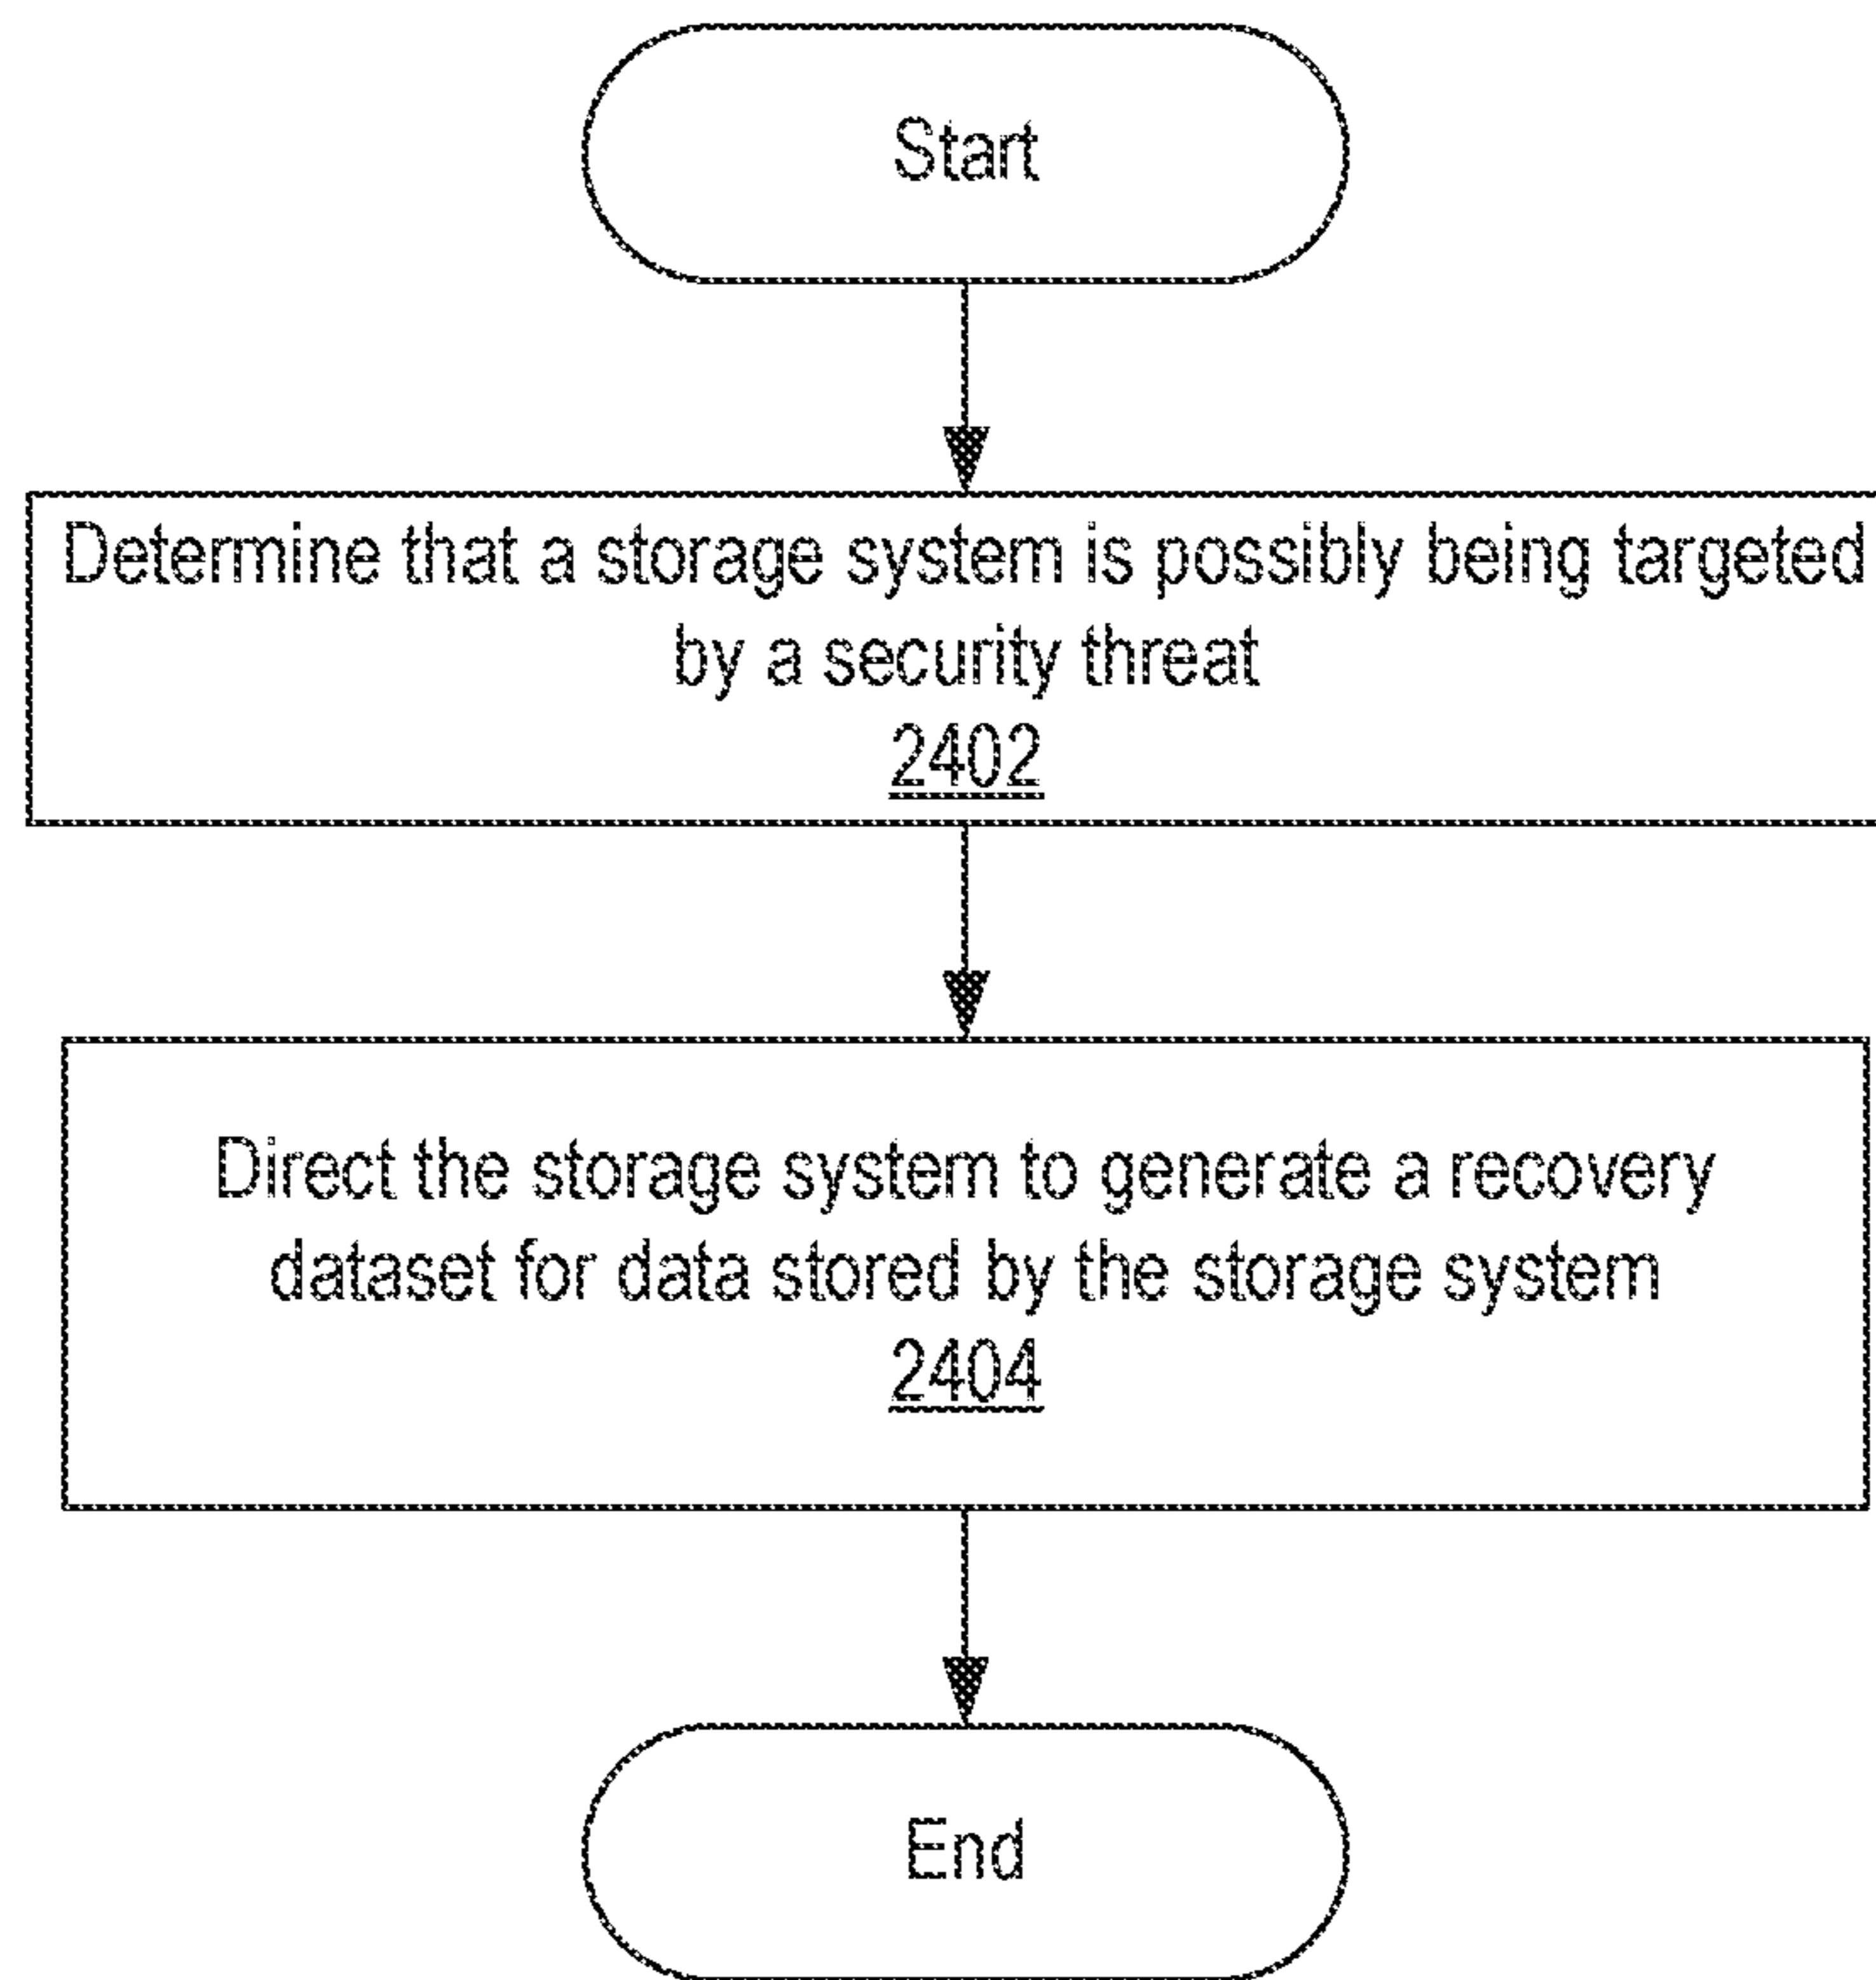 Start
Determine that a storage system is possibly being targeted
by a security threat
2402
Direct the storage system to generate a recovery
dataset for data stored by the storage system
2404
End